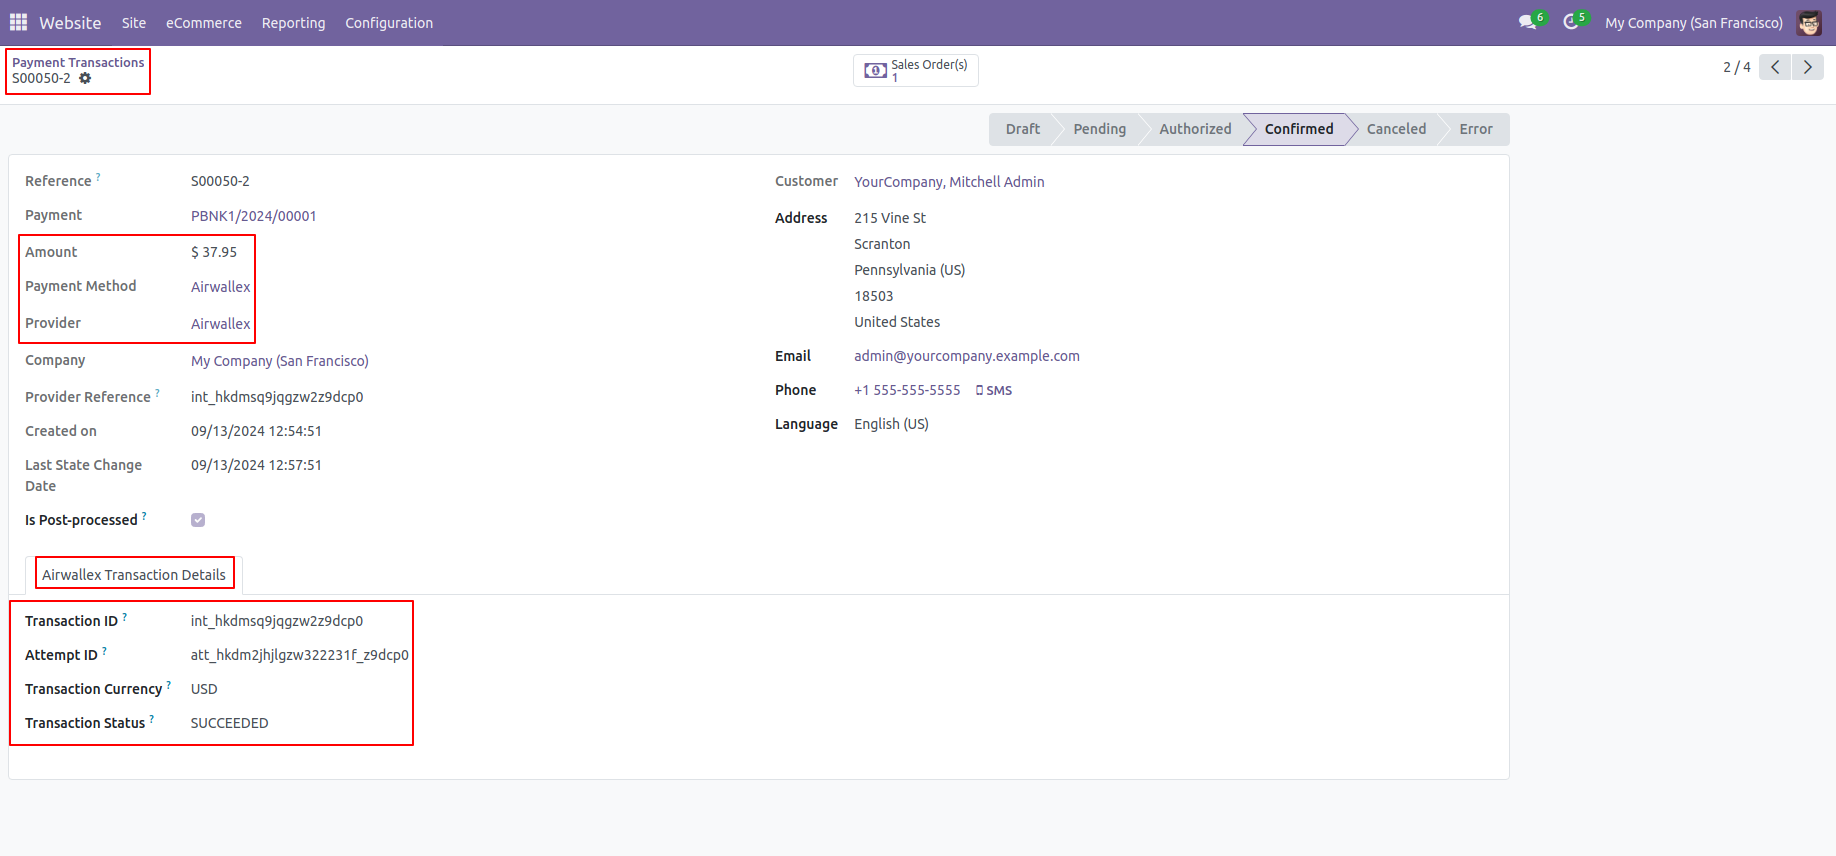 Website Site eCommerce Reporting Configuration 6 5 My Company (San Francisco)
Payment Transactions
S00050-2
Sales Order(s)
1
2 / 4
Draft Pending Authorized Confirmed Canceled Error
Reference ? S00050-2
Payment PBNK1/2024/00001
Amount $ 37.95
Payment Method Airwallex
Provider Airwallex
Company My Company (San Francisco)
Provider Reference ? int_hkdmsq9jqgzw2z9dcp0
Created on 09/13/2024 12:54:51
Last State Change
Date
09/13/2024 12:57:51
Is Post-processed ?
Customer YourCompany, Mitchell Admin
Address 215 Vine St
Scranton
Pennsylvania (US)
18503
United States
Email admin@yourcompany.example.com
Phone +1 555-555-5555 SMS
Language English (US)
Airwallex Transaction Details
Transaction ID ? int_hkdmsq9jqgzw2z9dcp0
Attempt ID ? att_hkdm2jhjlgzw322231f_z9dcp0
Transaction Currency ? USD
Transaction Status ? SUCCEEDED